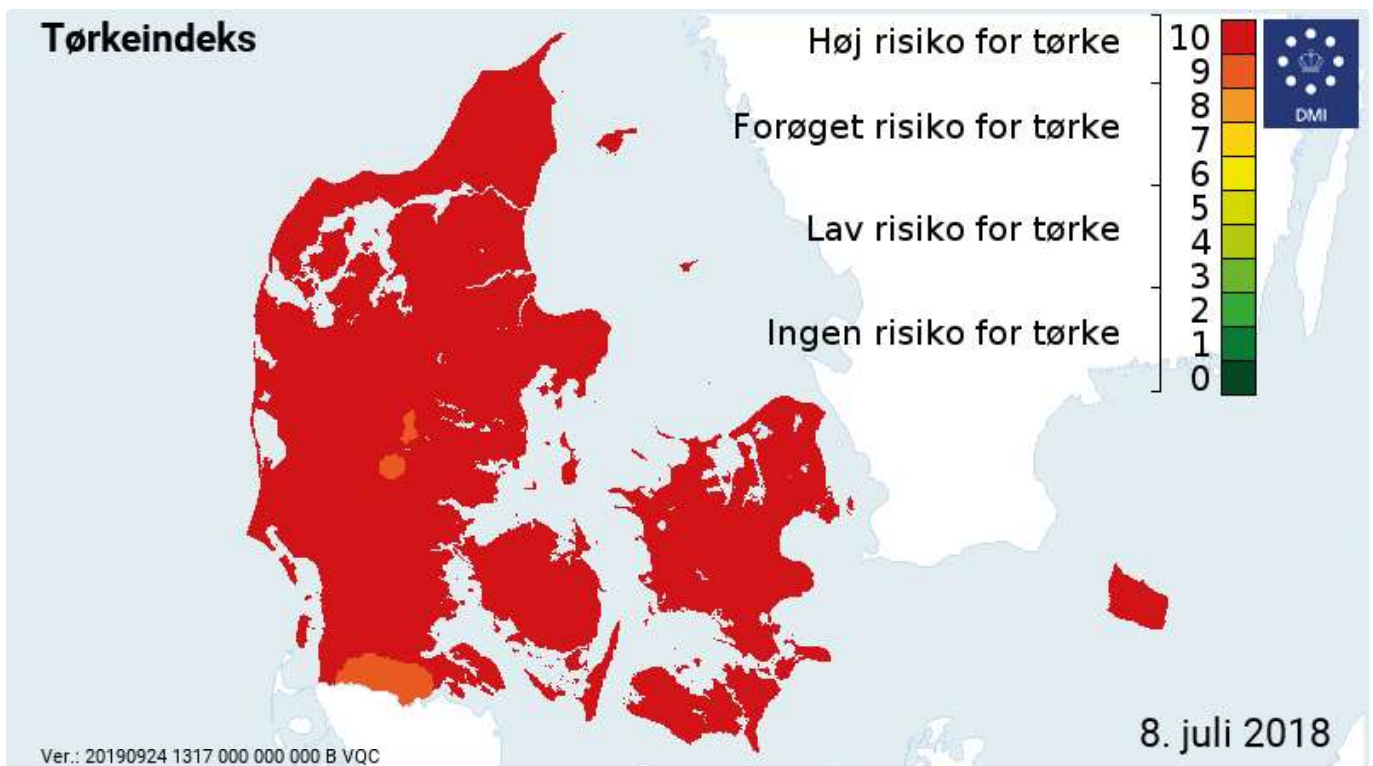 Tørkeindeks
Høj risiko for tørke
Forøget risiko for tørke
Lav risiko for tørke
Ingen risiko for tørke
10
9
8
7
6
5
4
3
2
1
0
DMI
8. juli 2018
Ver.: 20190924 1317 000 000 000 B VQC